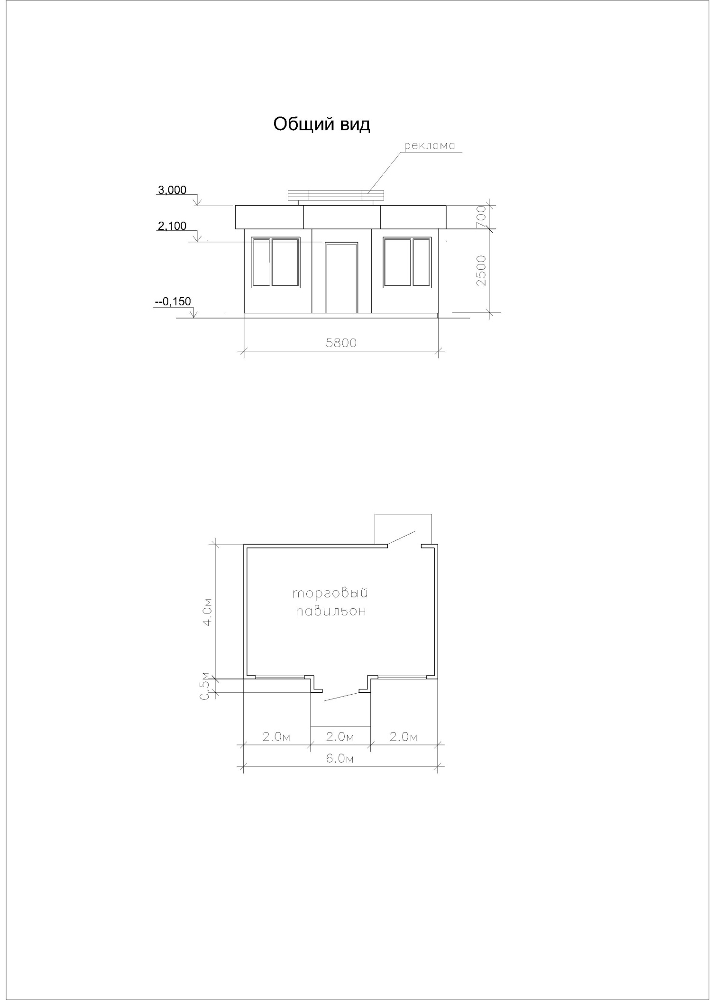 Общий вид
реклама
3,000
700
2,100
2500
--0,150
5800
торговый
павильон
4.0м
0.5м
2.0м 2.0м 2.0м
6.0м